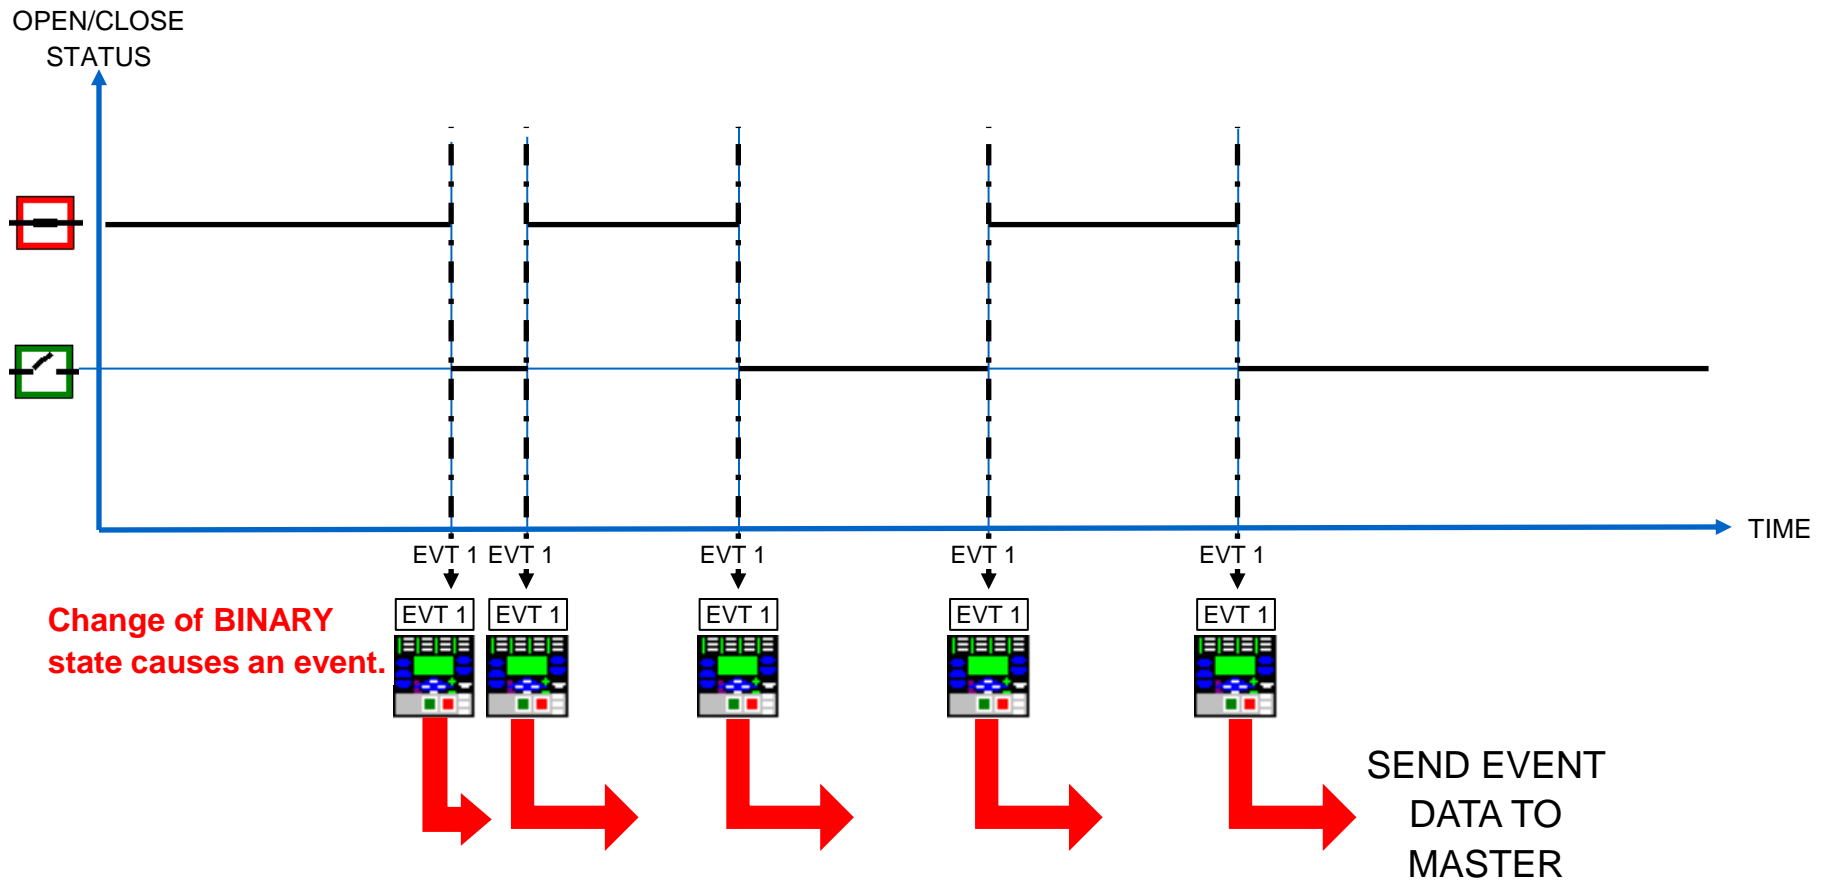 OPEN/CLOSE
STATUS
TIME
EVT 1 EVT 1 EVT 1 EVT 1 EVT 1
EVT 1 EVT 1 EVT 1 EVT 1 EVT 1
Change of BINARY
state causes an event.
SEND EVENT
DATA TO
MASTER